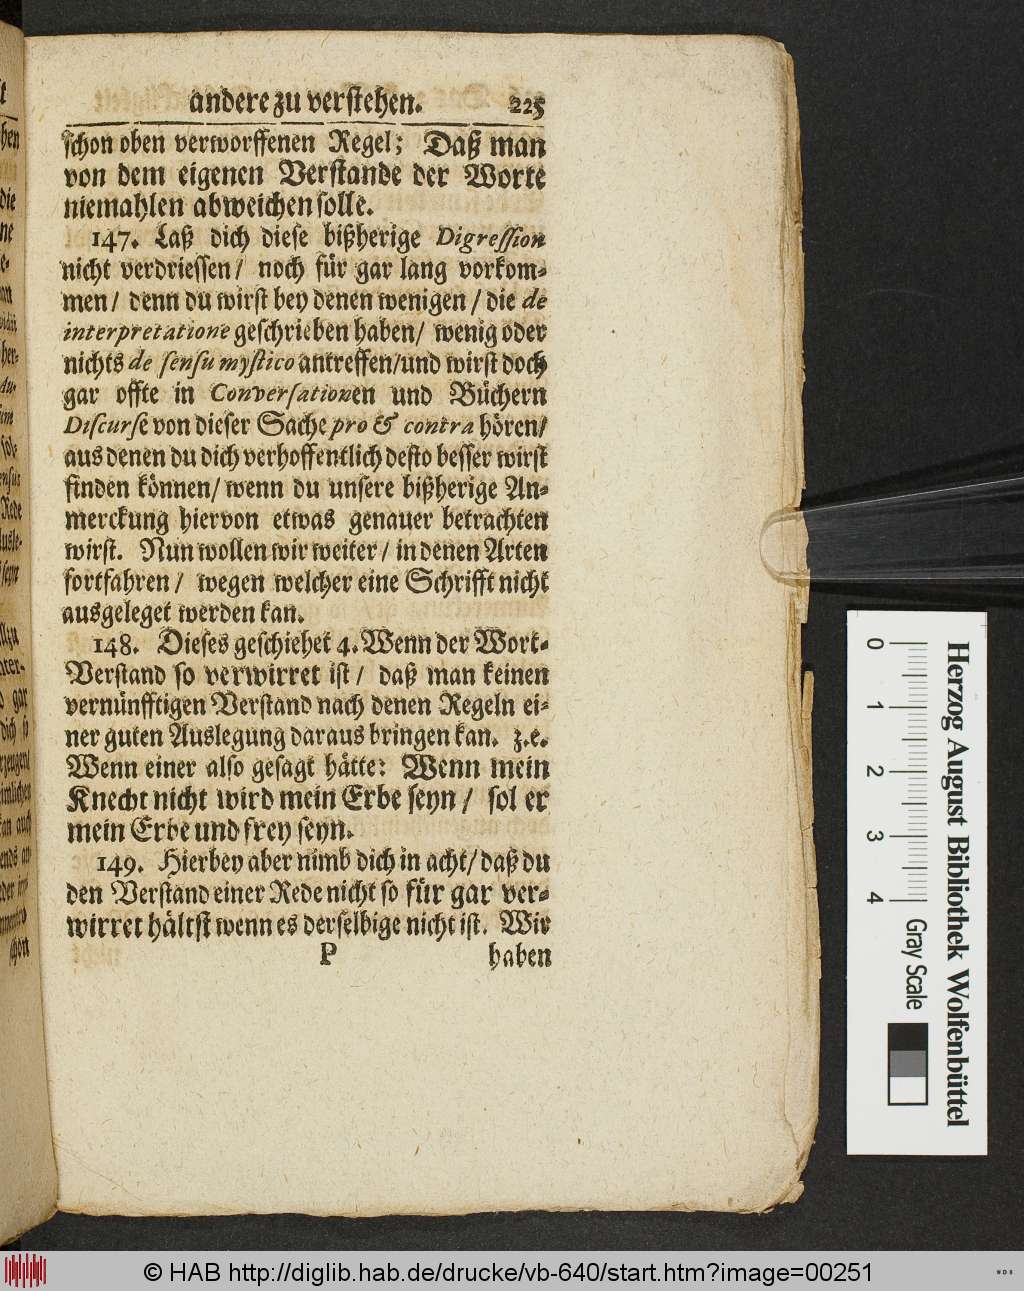 andere zu verstehen. 225
schon oben verworffenen Regel; Daß man
von dem eigenen Verstande der Worte
niemahlen abweichen solle.
147. Laß dich diese bißherige Digression
nicht verdriessen / noch für gar lang vorkom-
men / denn du wirst bey denen wenigen / die de
interpretatione geschrieben haben / wenig oder
nichts de sensu mystico antreffen / und wirst doch
gar offte in Conversationen und Büchern
Discurse von dieser Sache pro & contra hören /
aus denen du dich verhoffentlich desto besser wirst
finden können / wenn du unsere bißherige An-
merckung hiervon etwas genauer betrachten
wirst. Nun wollen wir weiter / in denen Arten
fortfahren / wegen welcher eine Schrifft nicht
ausgeleget werden kan.
148. Dieses geschiehet 4. Wenn der Wort-
Verstand so verwirret ist / daß man keinen
vernünfftigen Verstand nach denen Regeln ei-
ner guten Auslegung daraus bringen kan. z.e.
Wenn einer also gesagt hätte: Wenn mein
Knecht nicht wird mein Erbe seyn / sol er
mein Erbe und frey seyn.
149. Hierbey aber nimb dich in acht / daß du
den Verstand einer Rede nicht so für gar ver-
wirret hältst wenn es derselbige nicht ist. Wir
P haben
Herzog August Bibliothek Wolfenbüttel
0 1 2 3 4 Gray Scale
© HAB http://diglib.hab.de/drucke/vb-640/start.htm?image=00251